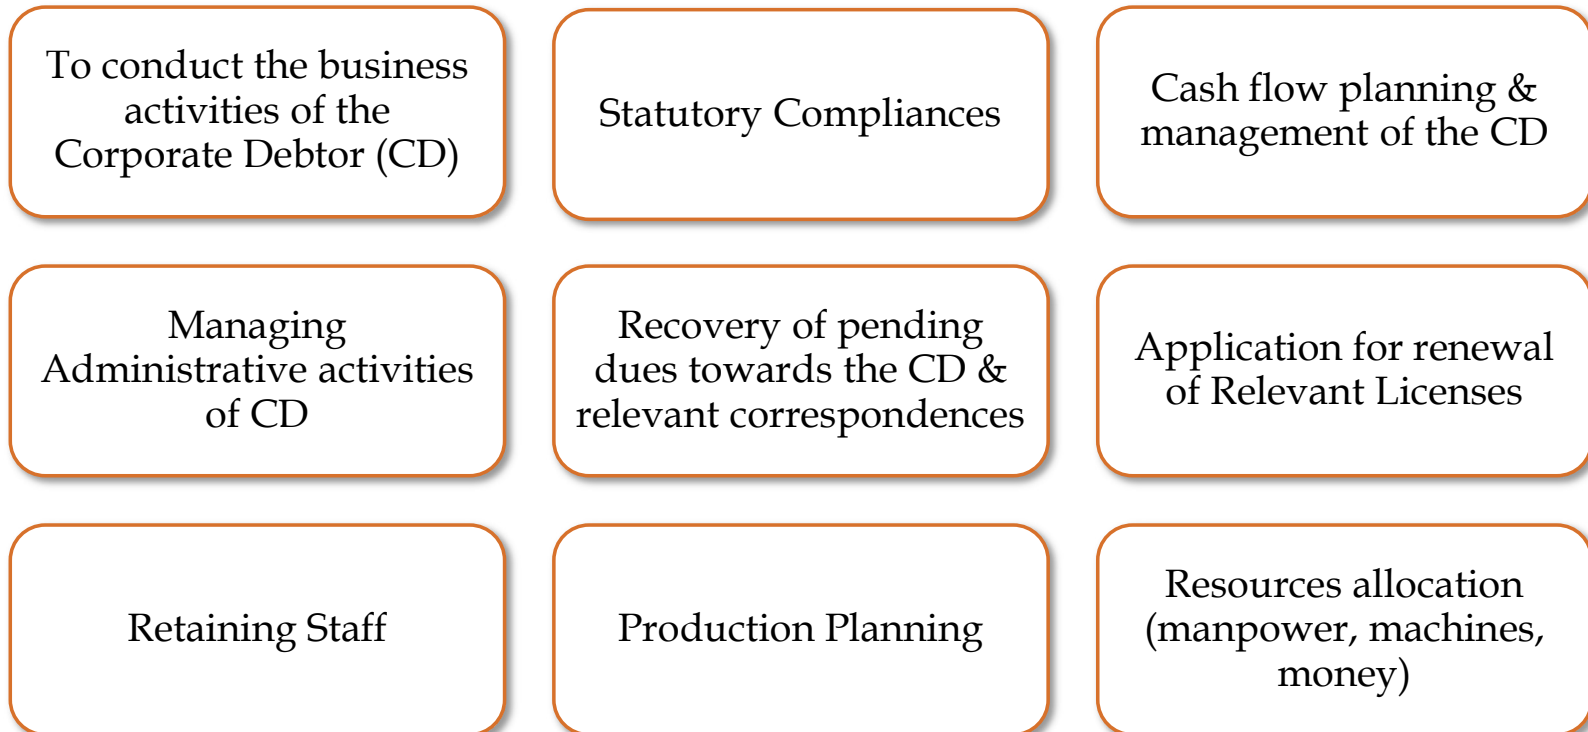 To conduct the business
activities of the
Corporate Debtor (CD)
Statutory Compliances
Cash flow planning &
management of the CD
Managing
Administrative activities
of CD
Recovery of pending
dues towards the CD &
relevant correspondences
Application for renewal
of Relevant Licenses
Retaining Staff
Production Planning
Resources allocation
(manpower, machines,
money)